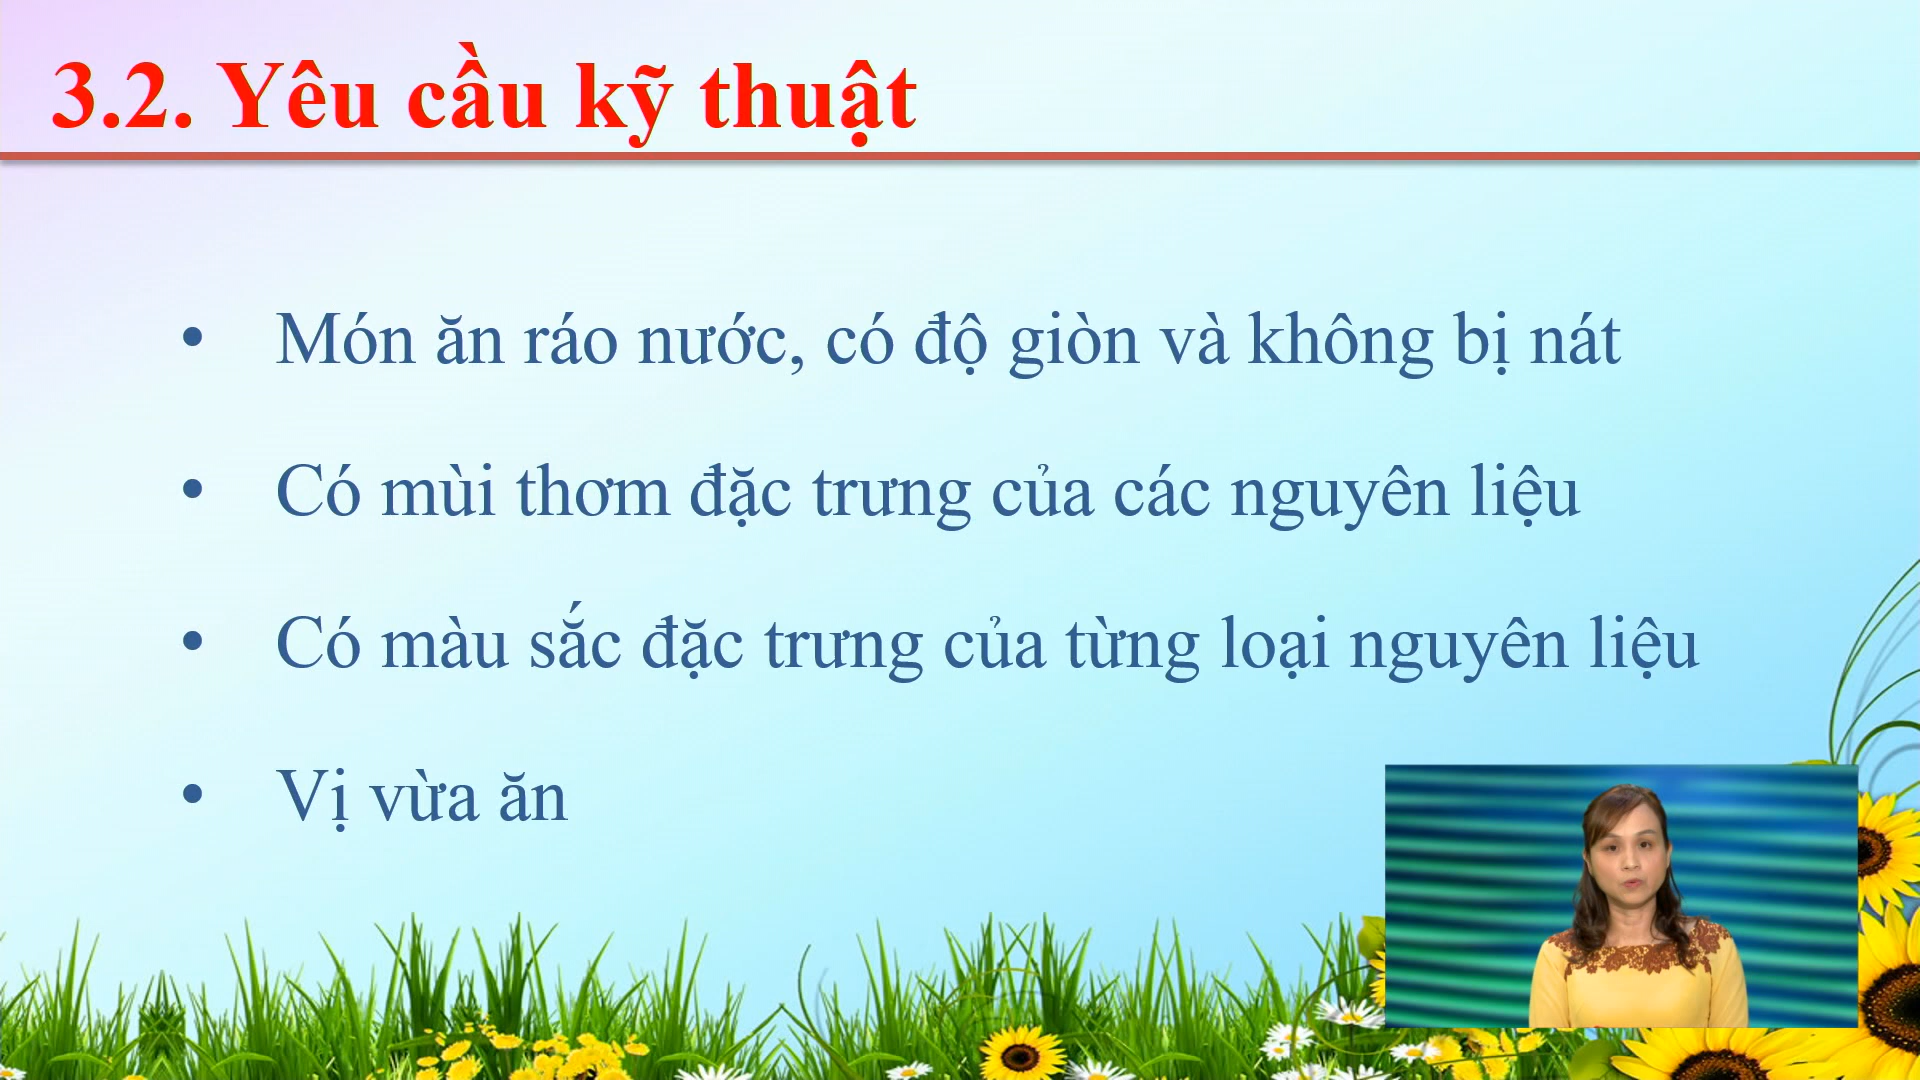 3.2. Yêu cầu kỹ thuật
• Món ăn ráo nước, có độ giòn và không bị nát
• Có mùi thơm đặc trưng của các nguyên liệu
• Có màu sắc đặc trưng của từng loại nguyên liệu
• Vị vừa ăn